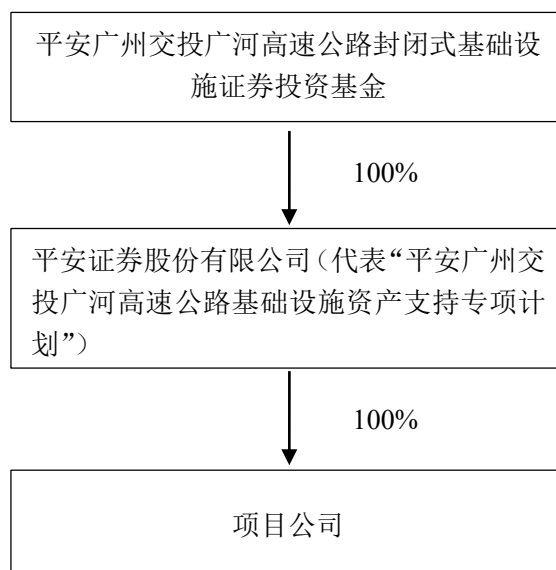 平安广州交投广河高速公路封闭式基础设
施证券投资基金
100%
平安证券股份有限公司（代表“平安广州交
投广河高速公路基础设施资产支持专项计
划”）
100%
项目公司